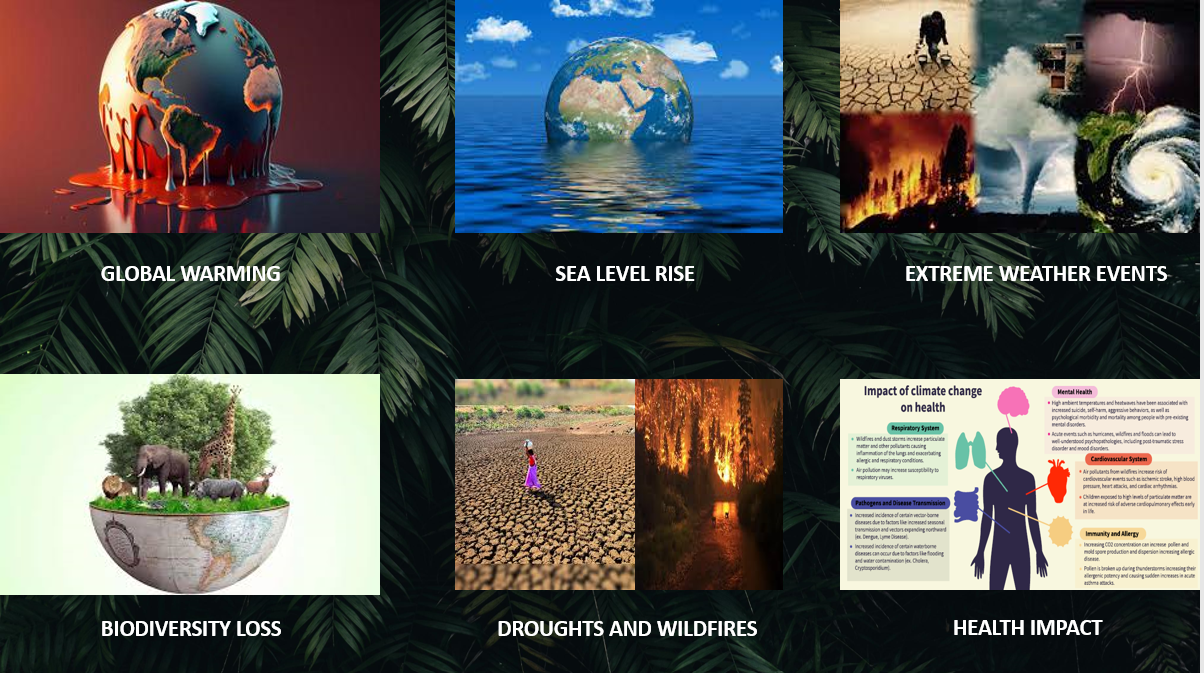 GLOBAL WARMING
SEA LEVEL RISE
EXTREME WEATHER EVENTS
BIODIVERSITY LOSS
DROUGHTS AND WILDFIRES
Impact of climate change
on health
Respiratory System
Wildfires and dust storms increase particulate
matter and other pollutants causing
inflammation of the lungs and exacerbating
allergic and respiratory conditions.
Air pollution may increase susceptibility to
respiratory viruses.
Pathogens and Disease Transmission
Increased incidence of certain vector-borne
diseases due to factors like increased seasonal
transmission and vectors expanding northward
(ex. Dengue, Lyme Disease).
Increased incidence of certain waterborne
diseases can occur due to factors like flooding
and water contamination (ex. Cholera,
Cryptosporidium).
Mental Health
High ambient temperatures and heatwaves have been associated with
increased suicide, self-harm, aggressive behaviors, as well as
psychological morbidity and mortality among people with pre-existing
mental disorders.
Acute events such as hurricanes, wildfires and floods can lead to
well-understood psychopathologies, including post-traumatic stress
disorder and mood disorders.
Cardiovascular System
Air pollutants from wildfires increase risk of
cardiovascular events such as ischemic stroke, high blood
pressure, heart attacks, and cardiac arrhythmias.
Children exposed to high levels of particulate matter are
at increased risk of adverse cardiopulmonary effects early
in life.
Immunity and Allergy
Increasing CO2 concentration can increase pollen and
mold spore production and dispersion increasing allergic
disease.
Pollen is broken up during thunderstorms increasing their
allergenic potency and causing sudden increases in acute
asthma attacks.
HEALTH IMPACT